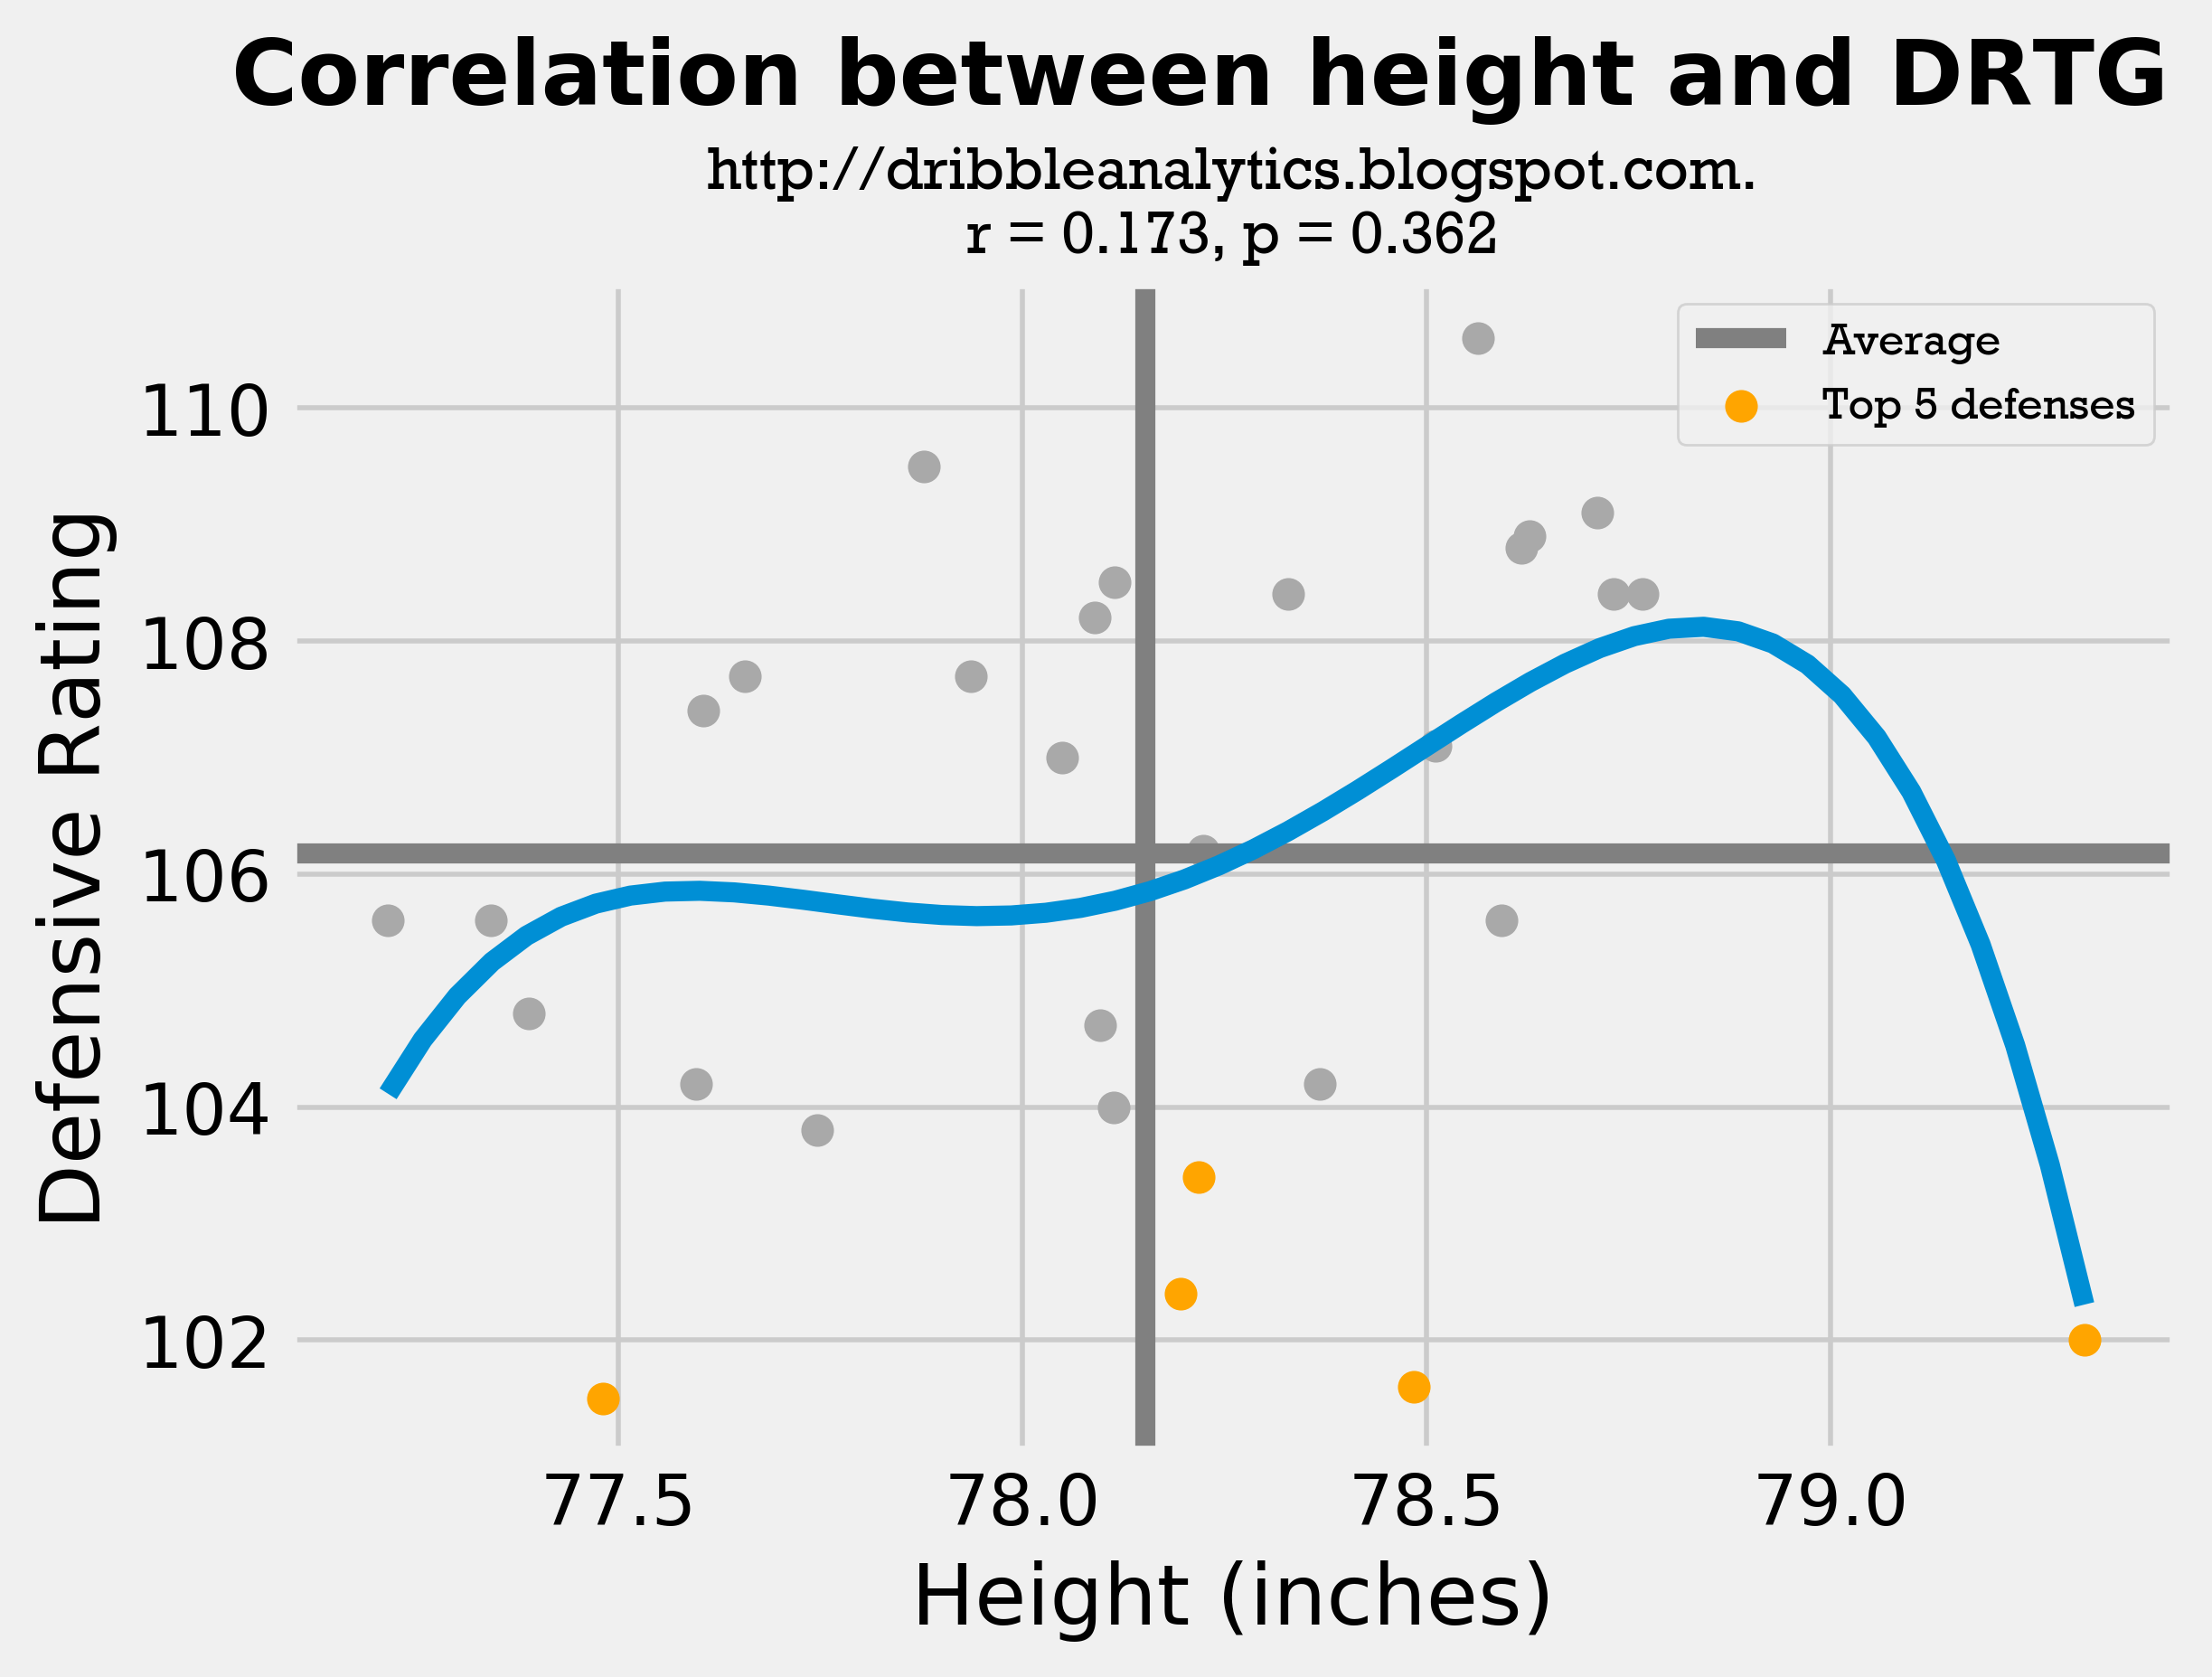 Correlation between height and DRTG
http://dribbleanalytics.blogspot.com.
r = 0.173, p = 0.362
Average
Top 5 defenses
Defensive Rating
110
108
106
104
102
77.5 78.0 78.5 79.0
Height (inches)